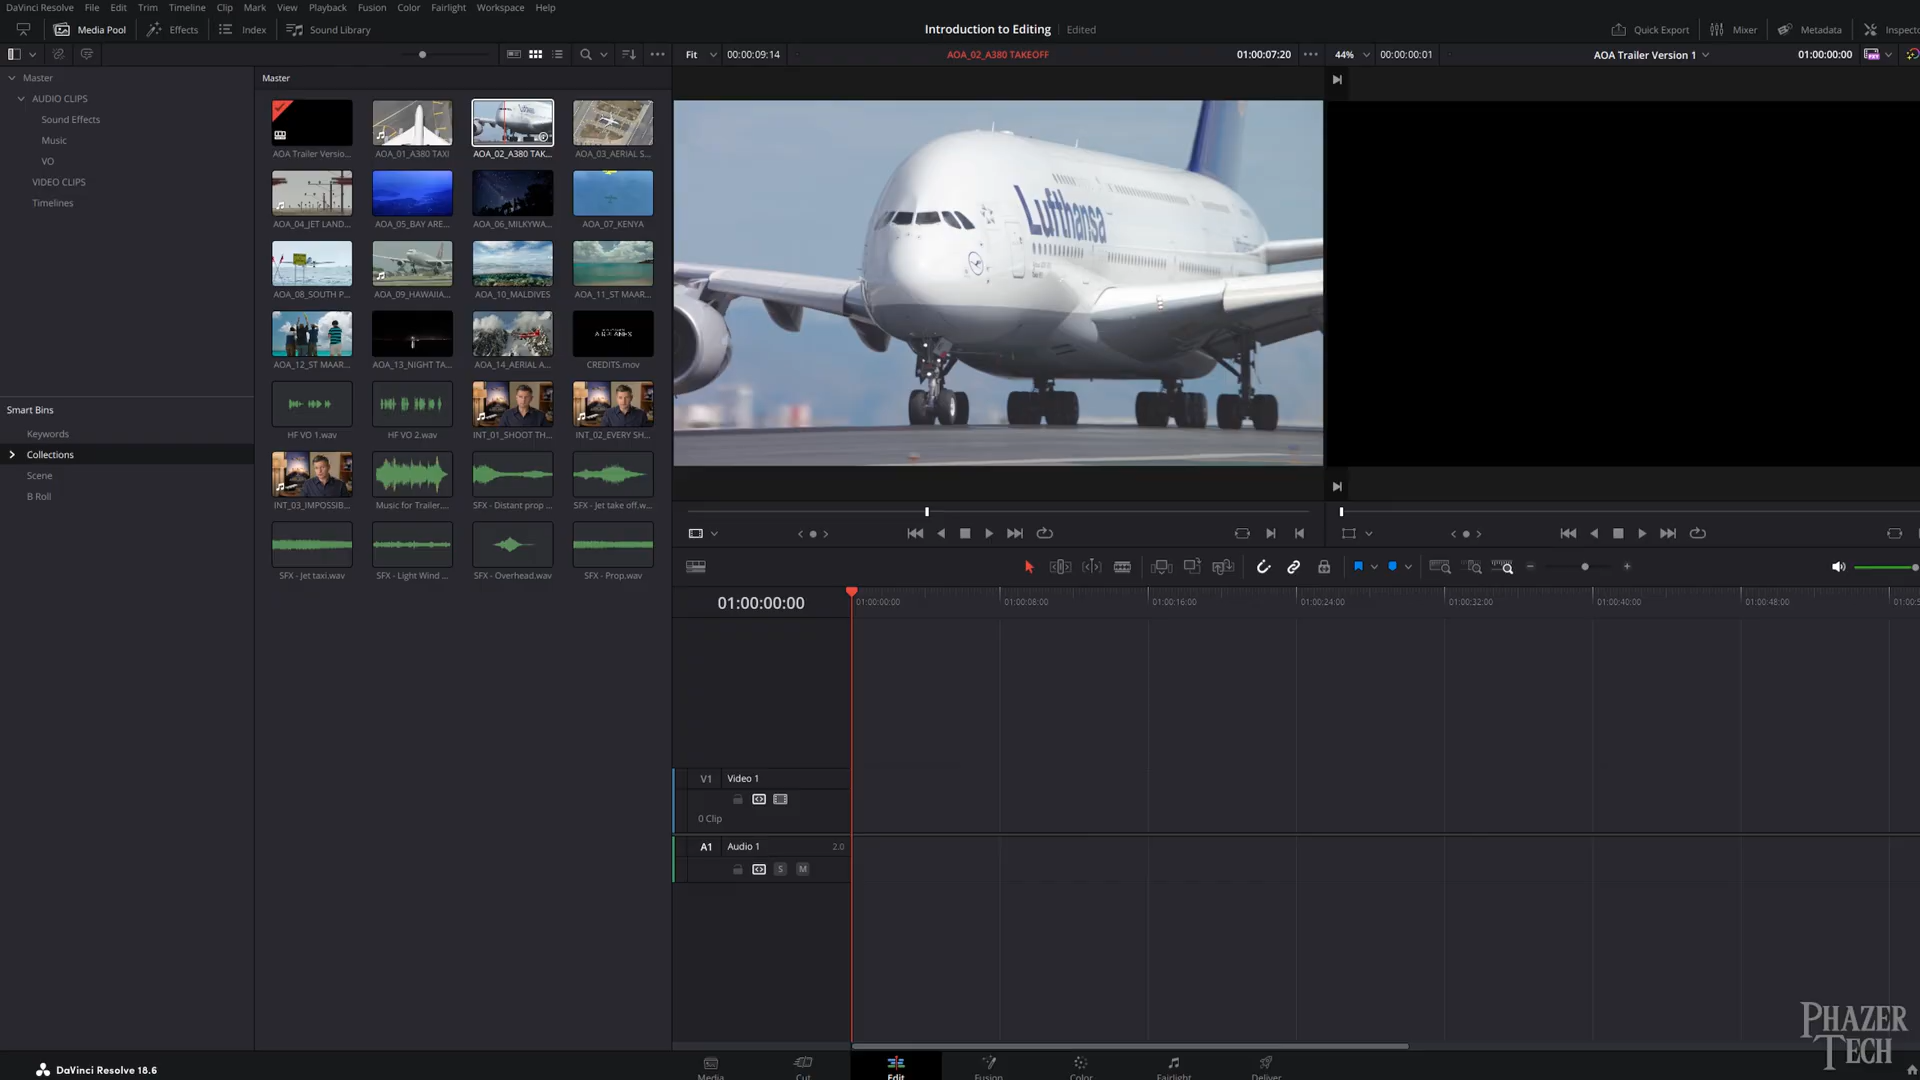 DaVinci Resolve File Edit Trim Timeline Clip Mark View Playback Fusion Color Fairlight Workspace Help
Media Pool Effects Index Sound Library
Introduction to Editing Edited
Quick Export Mixer Metadata Inspecto
Fit 00:00:09:14 AOA_02_A380 TAKEOFF 01:00:07:20
44% 00:00:00:01 AOA Trailer Version 1 01:00:00:00
Master
AUDIO CLIPS
Sound Effects
Music
VO
VIDEO CLIPS
Timelines
Smart Bins
Keywords
Collections
Scene
B Roll
Master
AOA Trailer Versio... AOA_01_A380 TAXI AOA_02_A380 TAK... AOA_03_AERIAL S...
AOA_04_JET LAND... AOA_05_BAY ARE... AOA_06_MILKYWA... AOA_07_KENYA
AOA_08_SOUTH P... AOA_09_HAWAIIA... AOA_10_MALDIVES AOA_11_ST MAAR...
AOA_12_ST MAAR... AOA_13_NIGHT TA... AOA_14_AERIAL A... CREDITS.mov
HF VO 1.wav HF VO 2.wav INT_01_SHOOT TH... INT_02_EVERY SH...
INT_03_IMPOSSIB... Music for Trailer.... SFX - Distant prop ... SFX - Jet take off.w...
SFX - Jet taxi.wav SFX - Light Wind ... SFX - Overhead.wav SFX - Prop.wav
Lufthansa
01:00:00:00
01:00:00:00 01:00:08:00 01:00:16:00 01:00:24:00 01:00:32:00 01:00:40:00 01:00:48:00 01:00:5
V1 Video 1
0 Clip
A1 Audio 1 2.0
S M
PHAZER
TECH
DaVinci Resolve 18.6
Media Cut Edit Fusion Color Fairlight Deliver